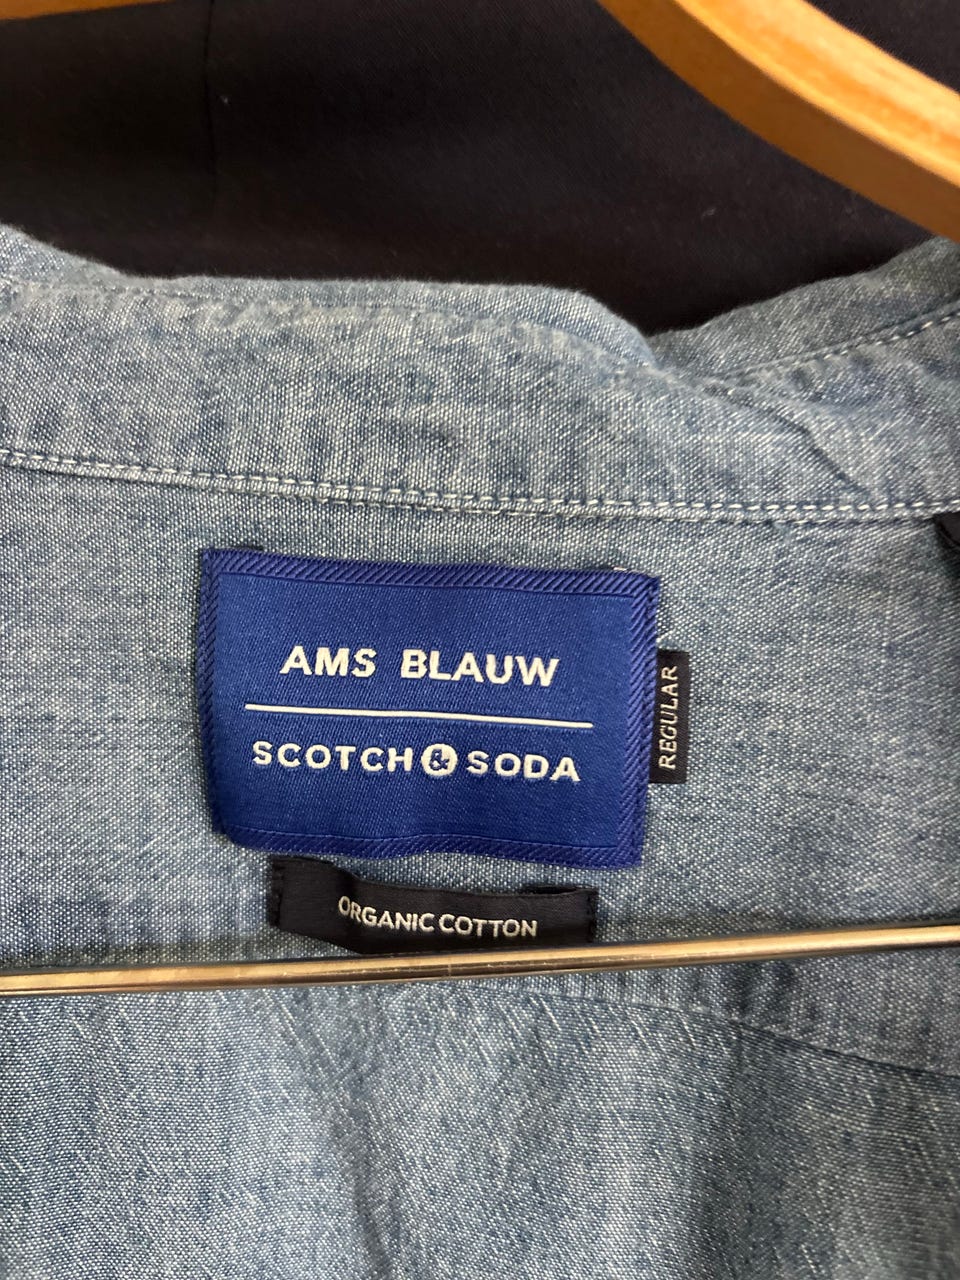 AMS BLAUW
SCOTCH & SODA
REGULAR
ORGANIC COTTON